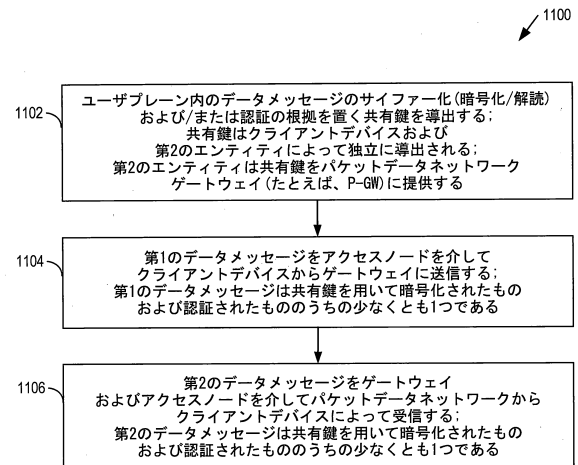 1100
1102
ユーザプレーン内のデータメッセージのサイファー化(暗号化/解読)
および/または認証の根拠を置く共有鍵を導出する;
共有鍵はクライアントデバイスおよび
第2のエンティティによって独立に導出される;
第2のエンティティは共有鍵をパケットデータネットワーク
ゲートウェイ(たとえば、P-GW)に提供する
1104
第1のデータメッセージをアクセスノードを介して
クライアントデバイスからゲートウェイに送信する;
第1のデータメッセージは共有鍵を用いて暗号化されたもの
および認証されたもののうちの少なくとも1つである
1106
第2のデータメッセージをゲートウェイ
およびアクセスノードを介してパケットデータネットワークから
クライアントデバイスによって受信する;
第2のデータメッセージは共有鍵を用いて暗号化されたもの
および認証されたもののうちの少なくとも1つである